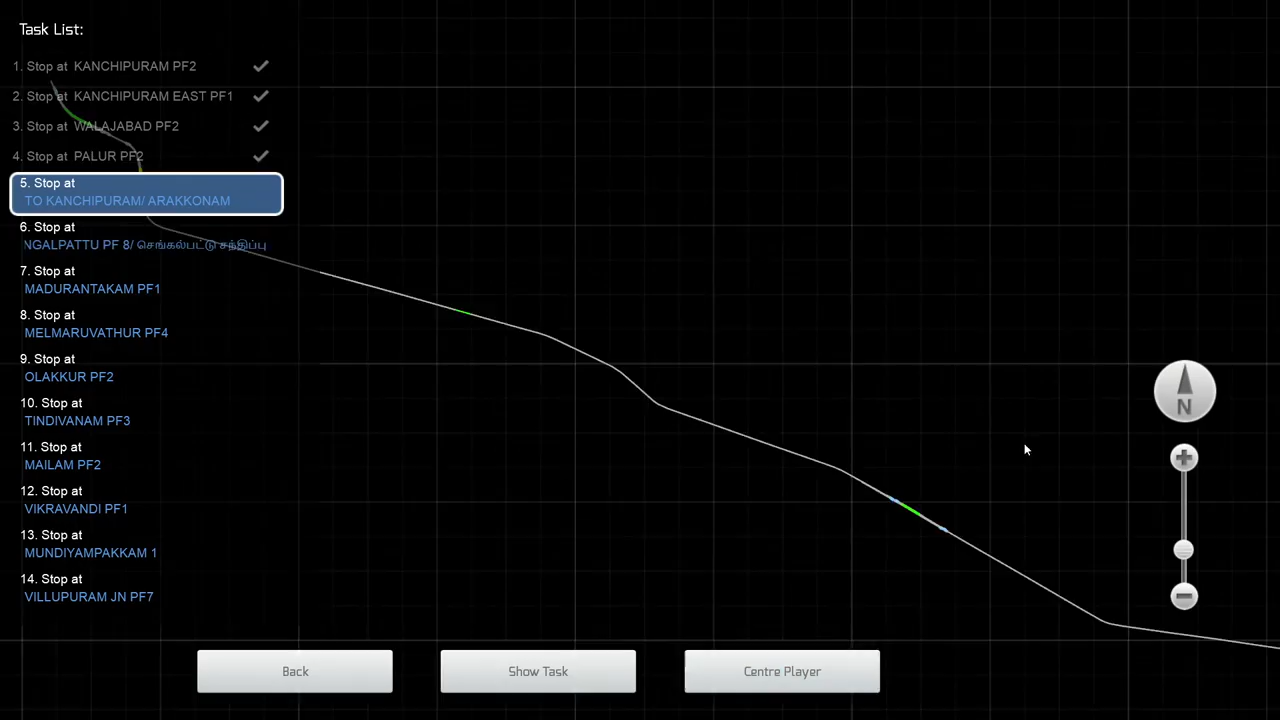 Task List:
1. Stop at KANCHIPURAM PF2
2. Stop at KANCHIPURAM EAST PF1
3. Stop at WALAJABAD PF2
4. Stop at PALUR PF2
5. Stop at
TO KANCHIPURAM/ ARAKKONAM
6. Stop at
NGALPATTU PF 8/ செங்கல்பட்டு சந்திப்பு
7. Stop at
MADURANTAKAM PF1
8. Stop at
MELMARUVATHUR PF4
9. Stop at
OLAKKUR PF2
10. Stop at
TINDIVANAM PF3
11. Stop at
MAILAM PF2
12. Stop at
VIKRAVANDI PF1
13. Stop at
MUNDIYAMPAKKAM 1
14. Stop at
VILLUPURAM JN PF7
N
Back
Show Task
Centre Player